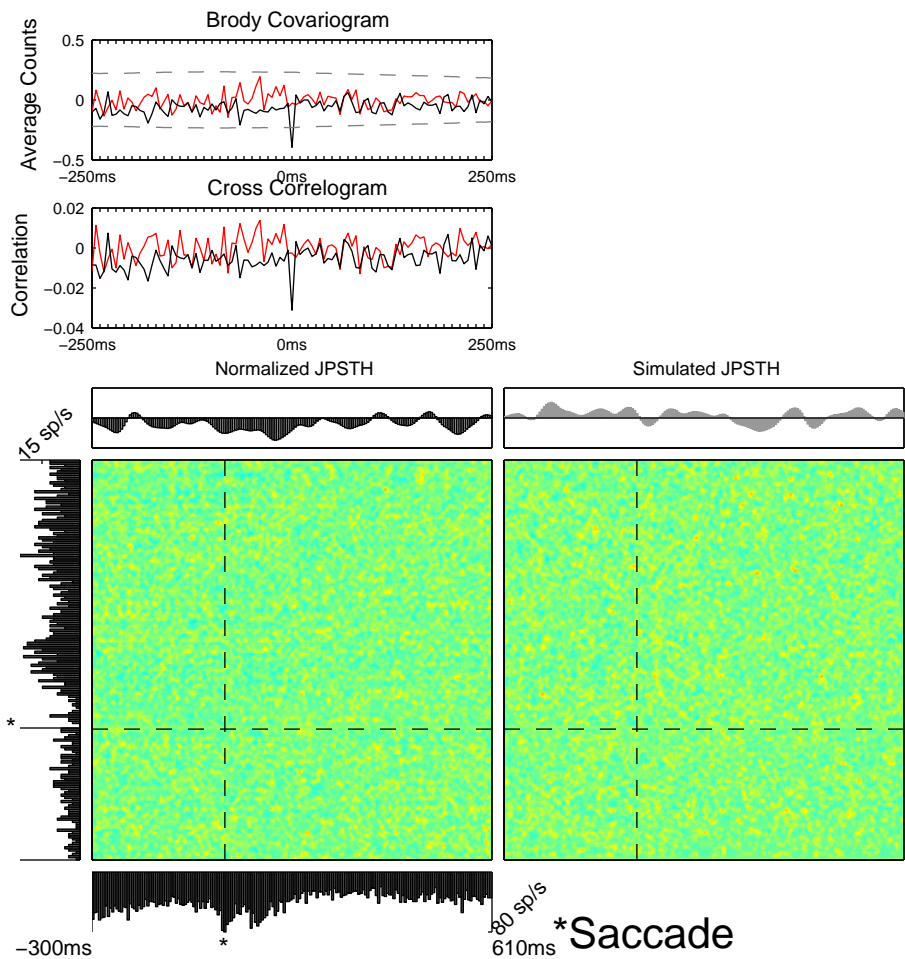 Brody Covariogram
Average Counts
0.5
0
−0.5
−250ms
0ms
250ms
Cross Correlogram
Correlation
0.02
0
−0.02
−0.04
−250ms
0ms
250ms
Normalized JPSTH
Simulated JPSTH
15 sp/s
*
80 sp/s
*
−300ms
610ms
*Saccade